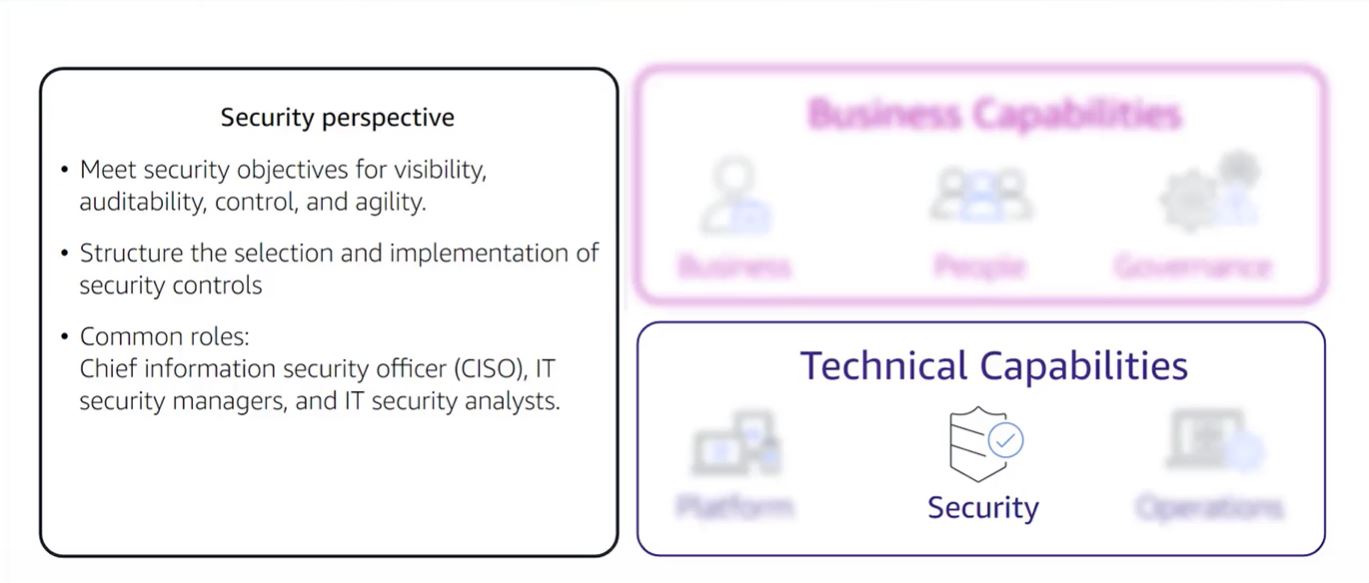 Security perspective
• Meet security objectives for visibility,
auditability, control, and agility.
• Structure the selection and implementation of
security controls
• Common roles:
Chief information security officer (CISO), IT
security managers, and IT security analysts.
Business Capabilities
Business
People
Governance
Technical Capabilities
Platform
Security
Operations